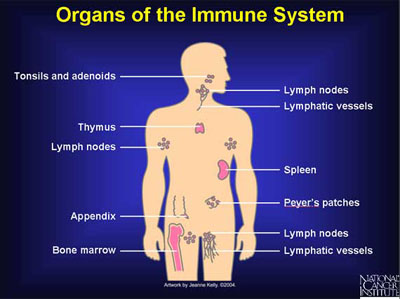 Organs of the Immune System
Tonsils and adenoids
Lymph nodes
Lymphatic vessels
Thymus
Lymph nodes
Spleen
Peyer's patches
Appendix
Lymph nodes
Bone marrow
Lymphatic vessels
Artwork by Jeanne Kelly. ©2004.
NATIONAL
CANCER
INSTITUTE